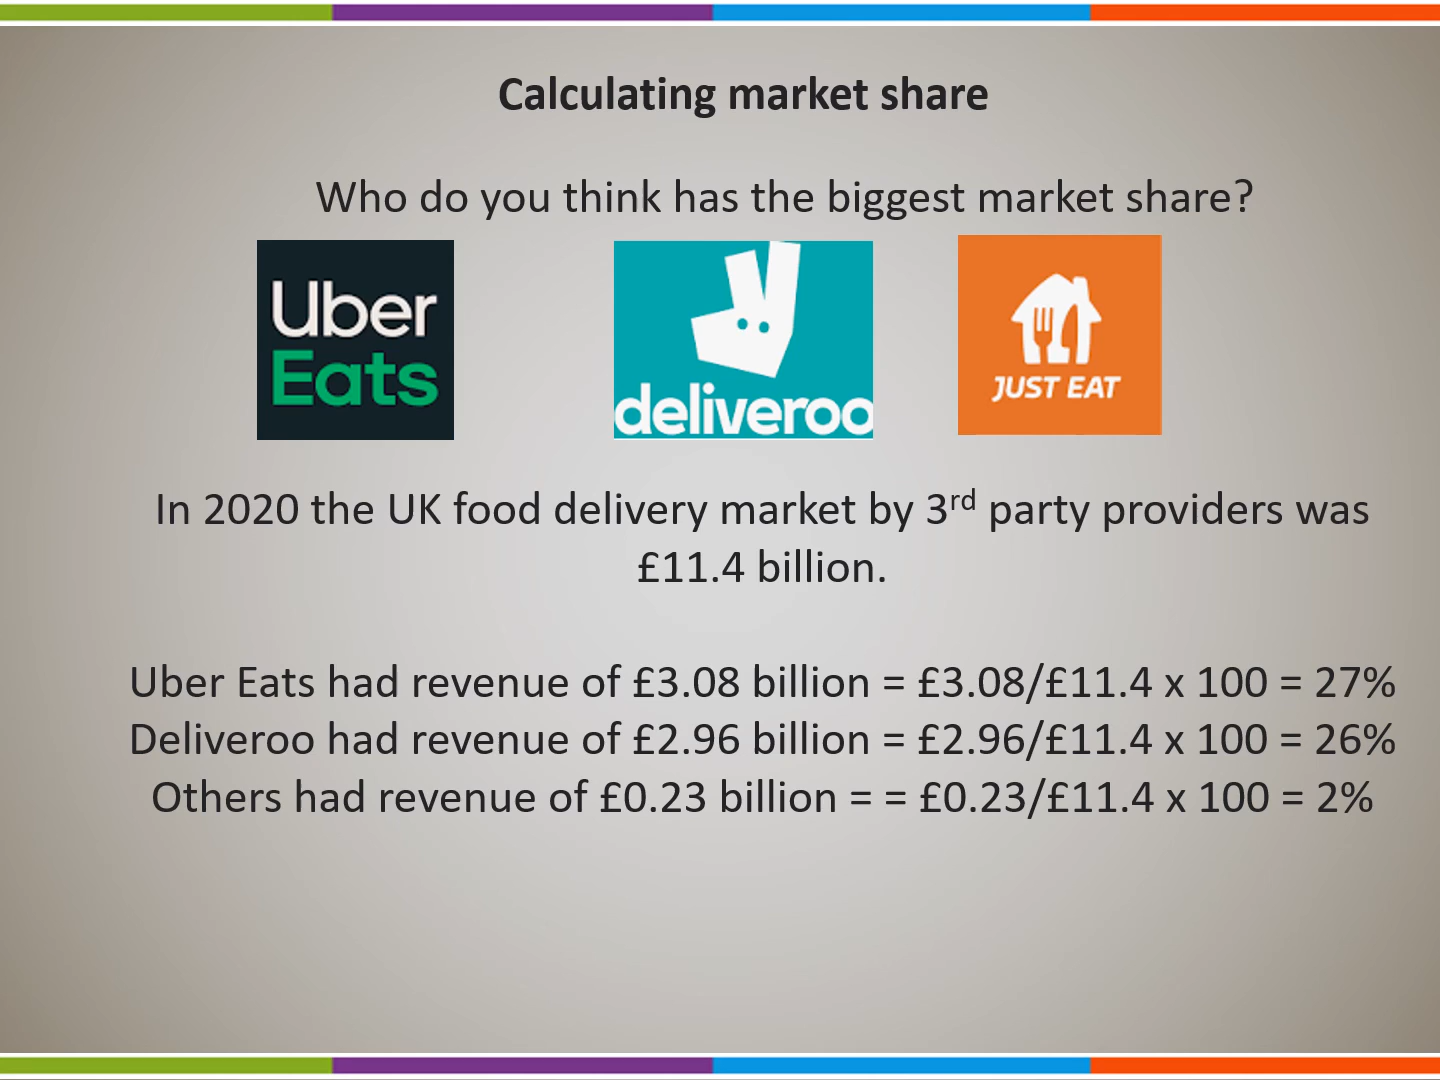 Calculating market share
Who do you think has the biggest market share?
Uber
Eats
deliveroo
JUST EAT
In 2020 the UK food delivery market by 3rd party providers was
£11.4 billion.
Uber Eats had revenue of £3.08 billion = £3.08/£11.4 x 100 = 27%
Deliveroo had revenue of £2.96 billion = £2.96/£11.4 x 100 = 26%
Others had revenue of £0.23 billion = = £0.23/£11.4 x 100 = 2%